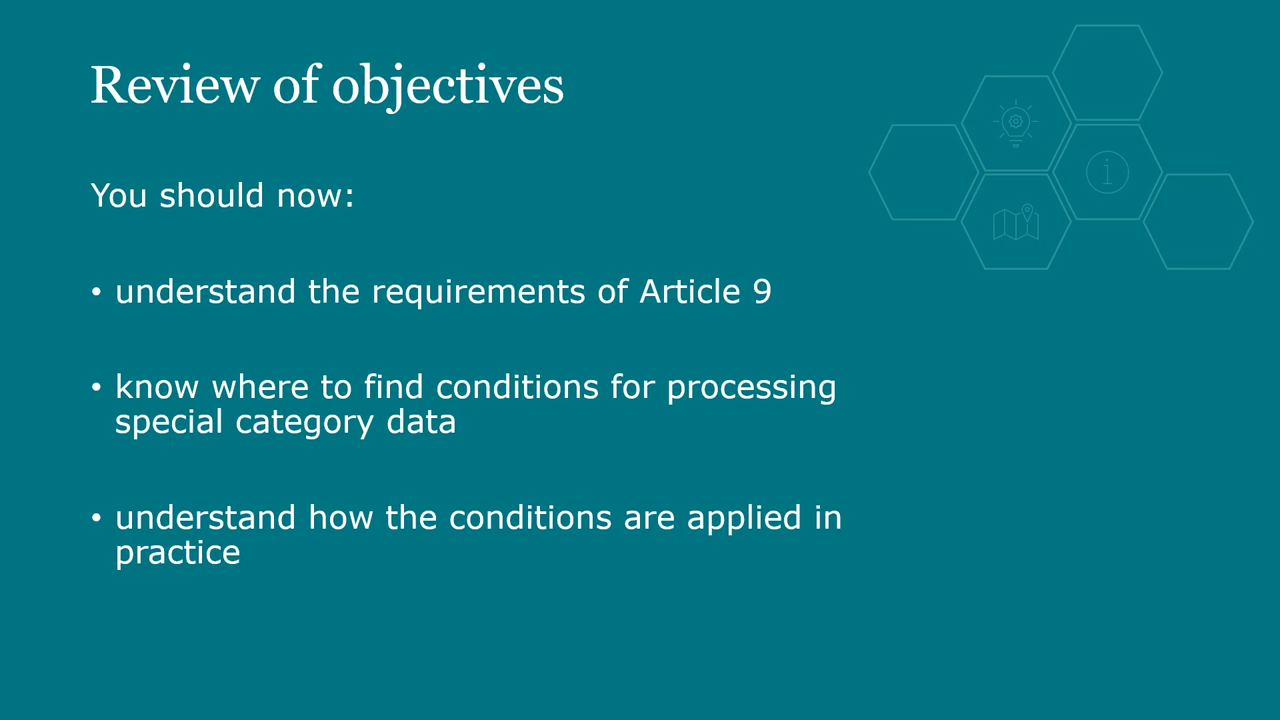 Review of objectives
You should now:
• understand the requirements of Article 9
• know where to find conditions for processing
special category data
• understand how the conditions are applied in
practice